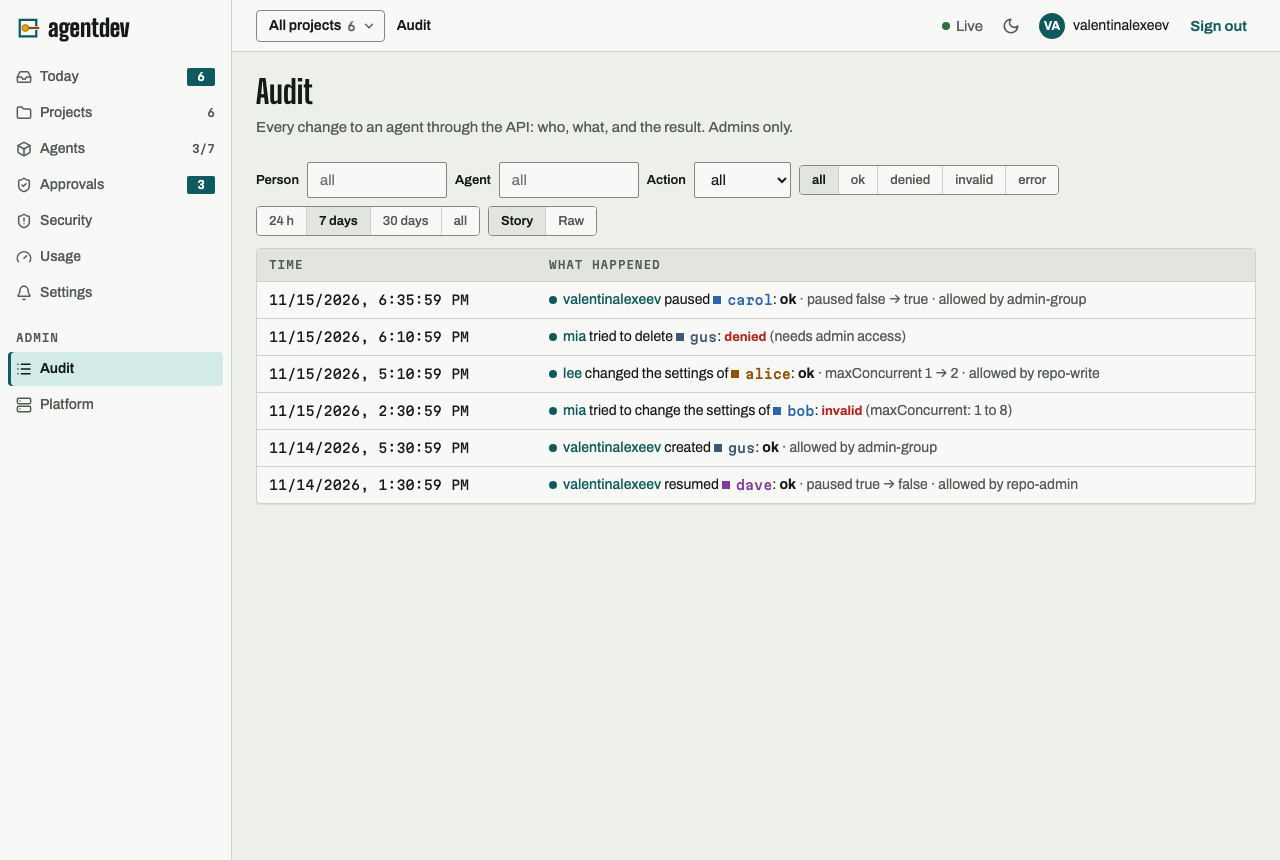 agentdev
All projects 6
Audit
Live
VA
valentinalexeev
Sign out
Today 6
Projects 6
Agents 3/7
Approvals 3
Security
Usage
Settings
ADMIN
Audit
Platform
Audit
Every change to an agent through the API: who, what, and the result. Admins only.
Person all Agent all Action all all ok denied invalid error
24 h 7 days 30 days all Story Raw
TIME WHAT HAPPENED
11/15/2026, 6:35:59 PM valentinalexeev paused carol: ok · paused false → true · allowed by admin-group
11/15/2026, 6:10:59 PM mia tried to delete gus: denied (needs admin access)
11/15/2026, 5:10:59 PM lee changed the settings of alice: ok · maxConcurrent 1 → 2 · allowed by repo-write
11/15/2026, 2:30:59 PM mia tried to change the settings of bob: invalid (maxConcurrent: 1 to 8)
11/14/2026, 5:30:59 PM valentinalexeev created gus: ok · allowed by admin-group
11/14/2026, 1:30:59 PM valentinalexeev resumed dave: ok · paused true → false · allowed by repo-admin